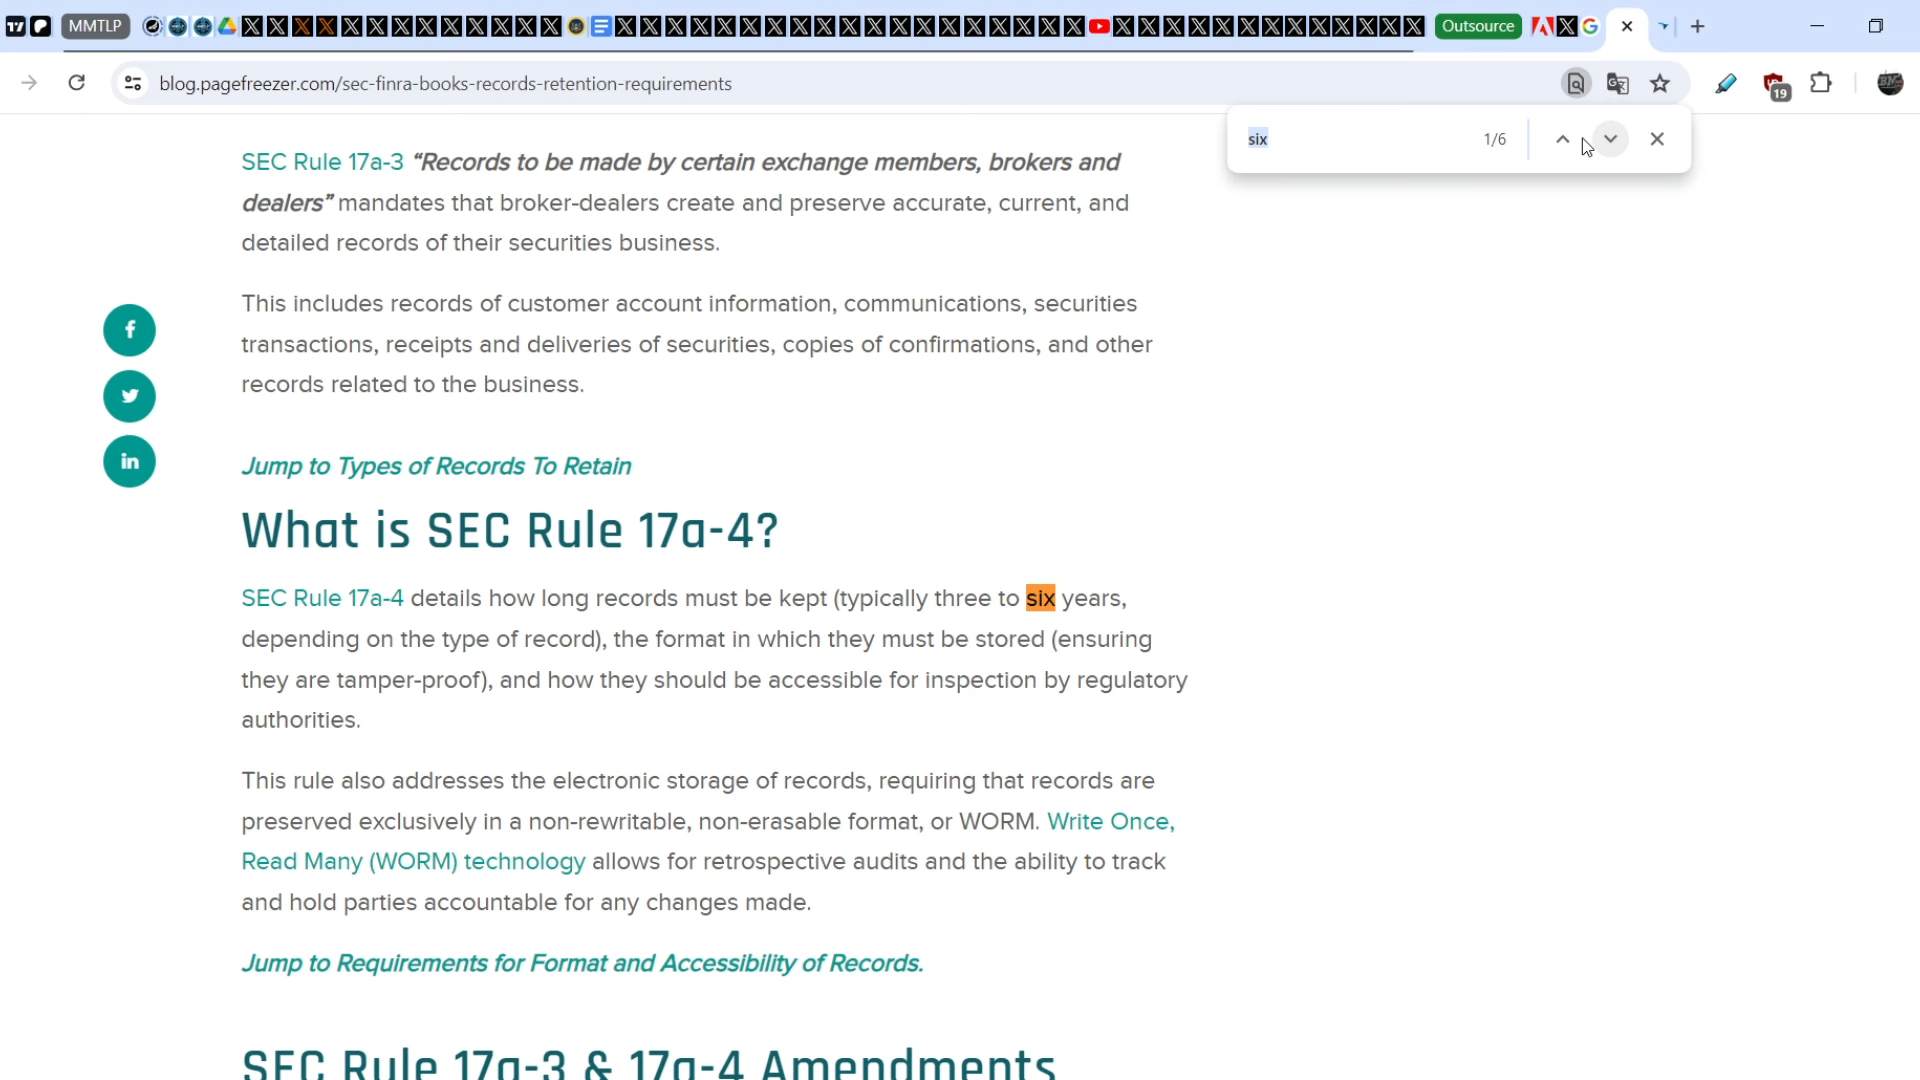 MMTLP
Outsource
blog.pagefreezer.com/sec-finra-books-records-retention-requirements
19
six 1/6
SEC Rule 17a-3 “Records to be made by certain exchange members, brokers and
dealers” mandates that broker-dealers create and preserve accurate, current, and
detailed records of their securities business.
This includes records of customer account information, communications, securities
transactions, receipts and deliveries of securities, copies of confirmations, and other
records related to the business.
Jump to Types of Records To Retain
What is SEC Rule 17a-4?
SEC Rule 17a-4 details how long records must be kept (typically three to six years,
depending on the type of record), the format in which they must be stored (ensuring
they are tamper-proof), and how they should be accessible for inspection by regulatory
authorities.
This rule also addresses the electronic storage of records, requiring that records are
preserved exclusively in a non-rewritable, non-erasable format, or WORM. Write Once,
Read Many (WORM) technology allows for retrospective audits and the ability to track
and hold parties accountable for any changes made.
Jump to Requirements for Format and Accessibility of Records.
SEC Rule 17a-3 & 17a-4 Amendments